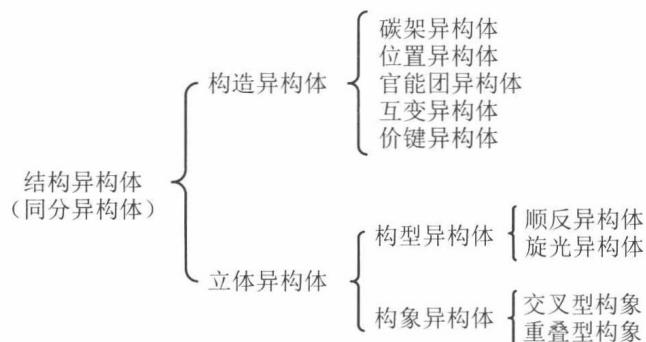 碳架异构体
位置异构体
构造异构体
官能团异构体
互变异构体
价键异构体
结构异构体
（同分异构体）
顺反异构体
构型异构体
旋光异构体
立体异构体
交叉型构象
构象异构体
重叠型构象